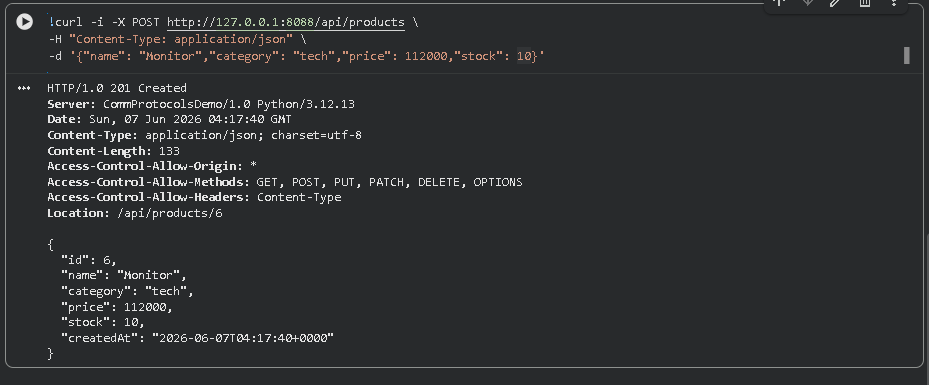 !curl -i -X POST http://127.0.0.1:8088/api/products \
-H "Content-Type: application/json" \
-d '{"name": "Monitor","category": "tech","price": 112000,"stock": 10}'
HTTP/1.0 201 Created
Server: CommProtocolsDemo/1.0 Python/3.12.13
Date: Sun, 07 Jun 2026 04:17:40 GMT
Content-Type: application/json; charset=utf-8
Content-Length: 133
Access-Control-Allow-Origin: *
Access-Control-Allow-Methods: GET, POST, PUT, PATCH, DELETE, OPTIONS
Access-Control-Allow-Headers: Content-Type
Location: /api/products/6

{
  "id": 6,
  "name": "Monitor",
  "category": "tech",
  "price": 112000,
  "stock": 10,
  "createdAt": "2026-06-07T04:17:40+0000"
}